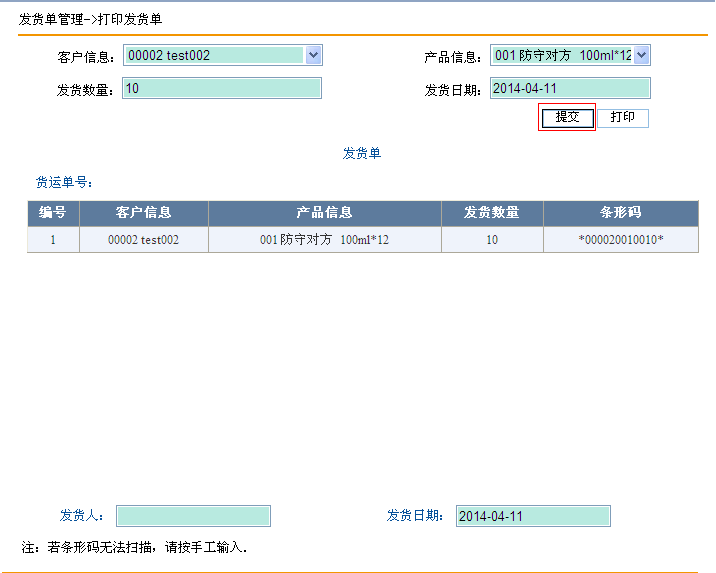 发货单管理->打印发货单
客户信息： 00002 test002 产品信息： 001 防守对方 100ml*12
发货数量： 10 发货日期： 2014-04-11
提交 打印
发货单
货运单号：
编号 客户信息 产品信息 发货数量 条形码
1 00002 test002 001 防守对方 100ml*12 10 *000020010010*
发货人： 发货日期： 2014-04-11
注：若条形码无法扫描，请按手工输入.